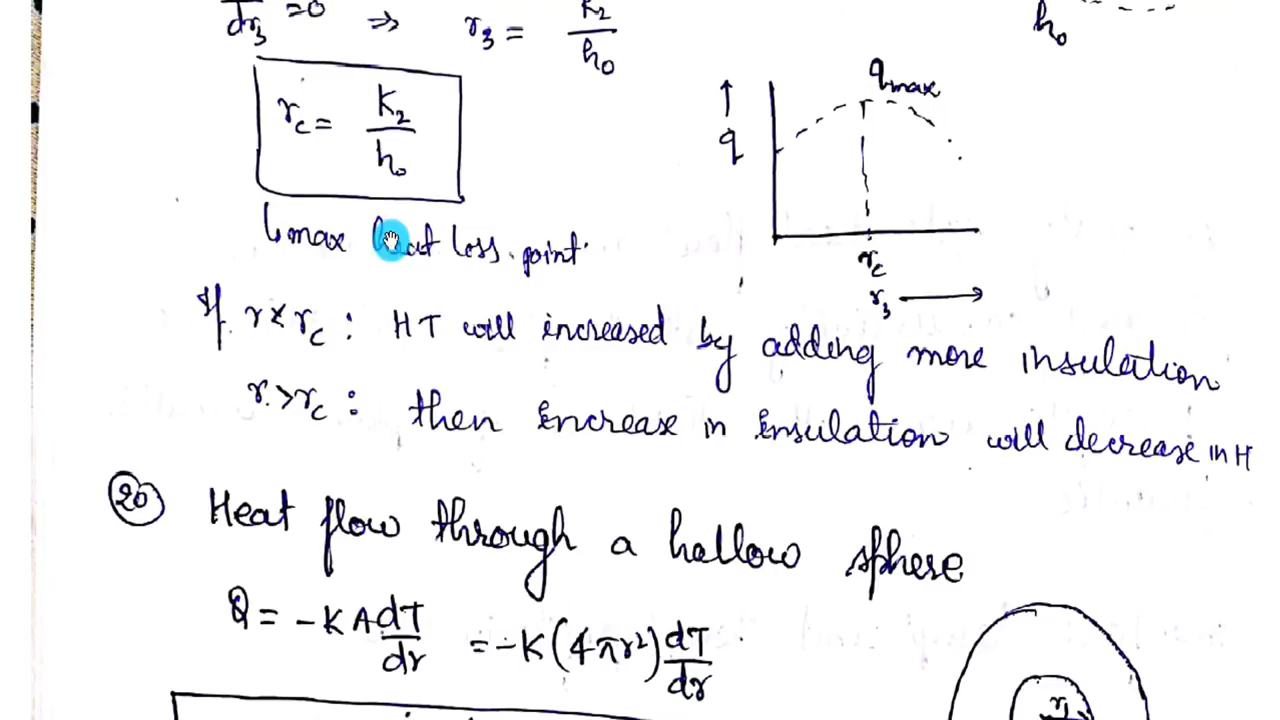 dr₃ =0 ⇒ r₃ = K₂/h₀
h₀
r_c = K₂/h₀
q_max
↑ q
↳ max heat loss point.
r_c
r₃ →
If r < r_c : HT will increased by adding more insulation
r > r_c : then increase in insulation will decrease in H
20 Heat flow through a hollow sphere
Q = -KA dT/dr = -K(4πr²) dT/dr
r₁